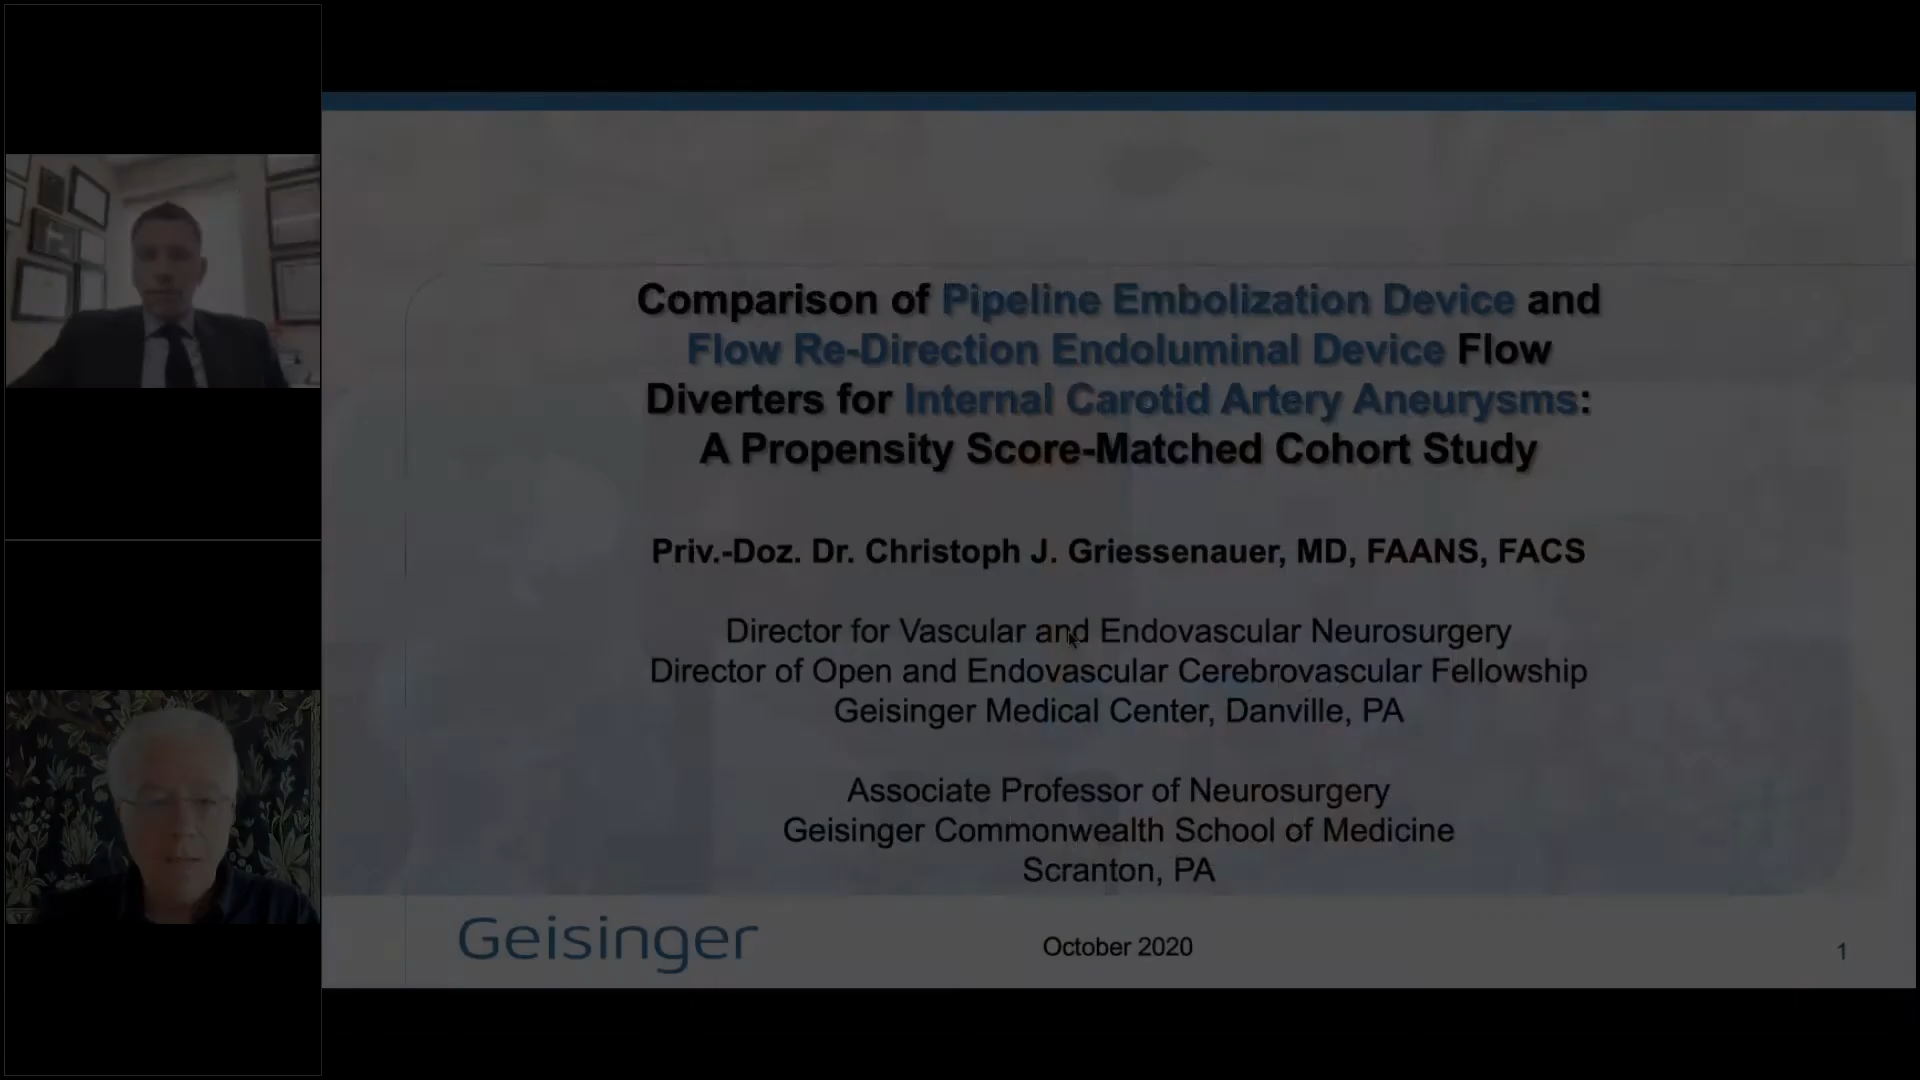 Comparison of Pipeline Embolization Device and
Flow Re-Direction Endoluminal Device Flow
Diverters for Internal Carotid Artery Aneurysms:
A Propensity Score-Matched Cohort Study
Priv.-Doz. Dr. Christoph J. Griessenauer, MD, FAANS, FACS
Director for Vascular and Endovascular Neurosurgery
Director of Open and Endovascular Cerebrovascular Fellowship
Geisinger Medical Center, Danville, PA
Associate Professor of Neurosurgery
Geisinger Commonwealth School of Medicine
Scranton, PA
Geisinger
October 2020
1